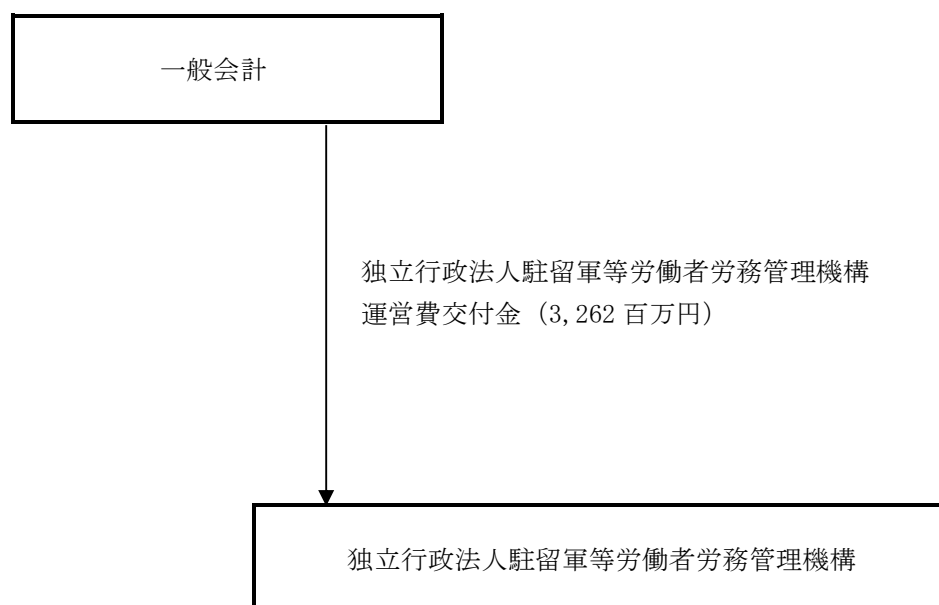 一般会計
独立行政法人駐留軍等労働者労務管理機構
運営費交付金（3,262 百万円）
独立行政法人駐留軍等労働者労務管理機構